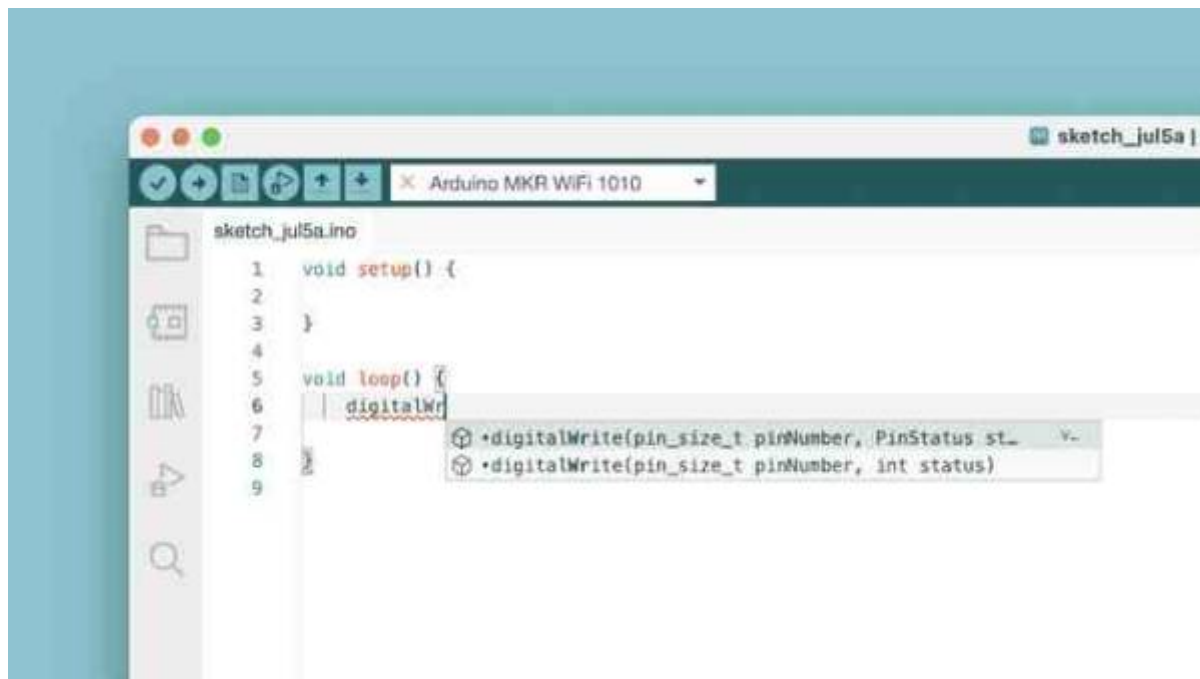 sketch_jul5a |
Arduino MKR WiFi 1010
sketch_jul5a.ino
1 void setup() {
2
3 }
4
5 void loop() {
6 digitalWr
7
8 }
9
•digitalWrite(pin_size_t pinNumber, PinStatus st…
•digitalWrite(pin_size_t pinNumber, int status)